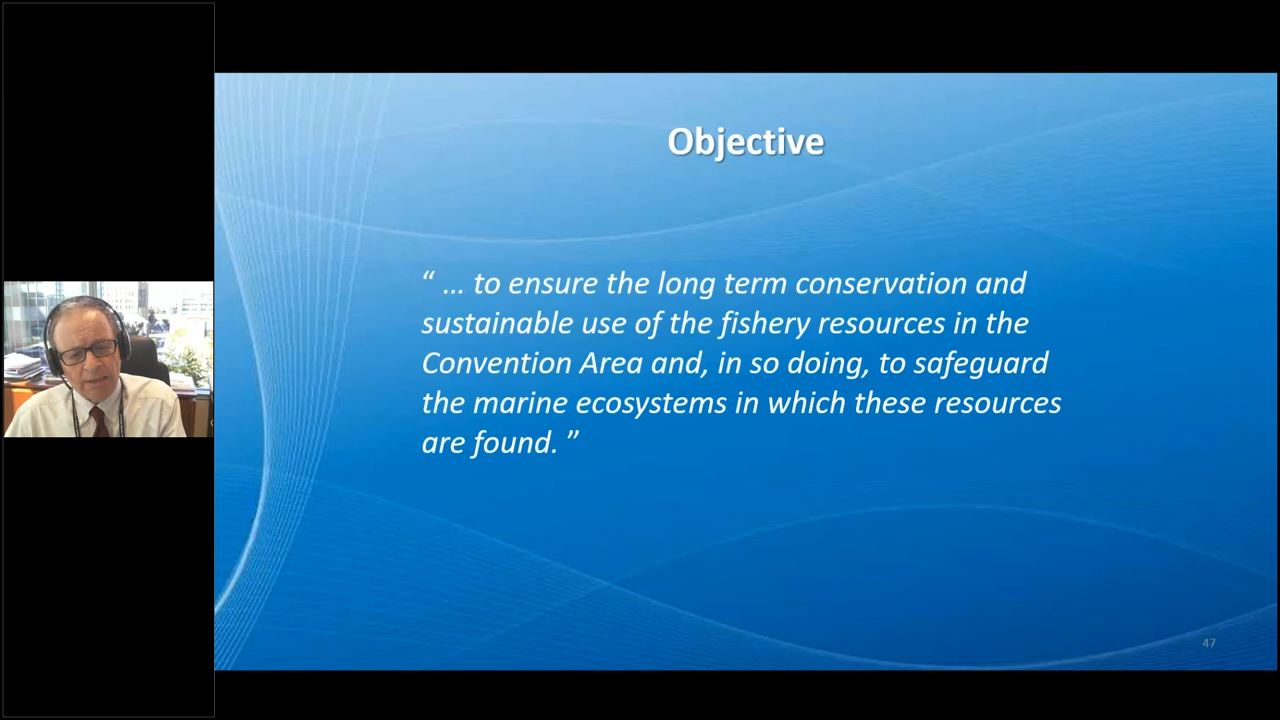 Objective
“ ... to ensure the long term conservation and
sustainable use of the fishery resources in the
Convention Area and, in so doing, to safeguard
the marine ecosystems in which these resources
are found. ”
47